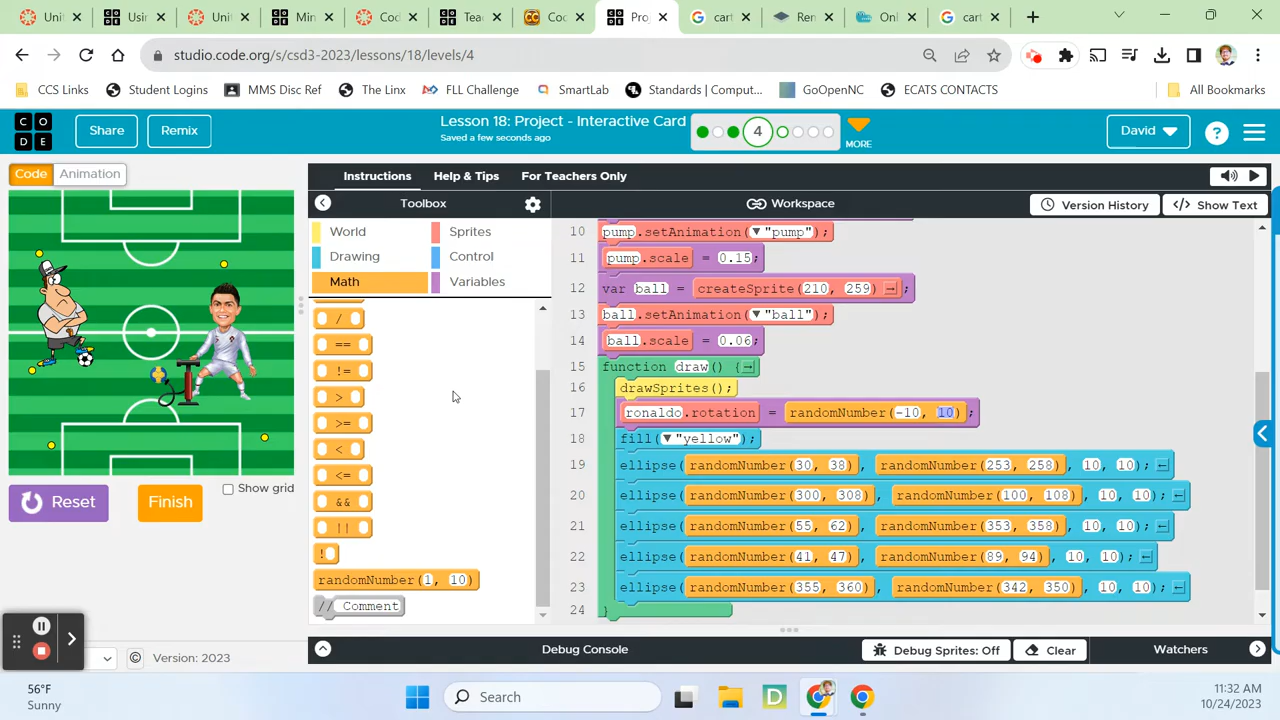 Unit
Usin
Unit
Min
Cod
Tea
Coc
Proj
cart
Ren
Onl
cart
studio.code.org/s/csd3-2023/lessons/18/levels/4
CCS Links
Student Logins
MMS Disc Ref
The Linx
FLL Challenge
SmartLab
Standards | Comput...
GoOpenNC
ECATS CONTACTS
All Bookmarks
CO
DE
Share
Remix
Lesson 18: Project - Interactive Card
Saved a few seconds ago
4
MORE
David
?
Code
Animation
Instructions
Help & Tips
For Teachers Only
Toolbox
Workspace
Version History
</> Show Text
World
Sprites
Drawing
Control
Math
Variables
/
==
!=
>
>=
<
<=
&&
||
!
randomNumber(1, 10)
// Comment
10 pump.setAnimation( "pump");
11 pump.scale = 0.15;
12 var ball = createSprite(210, 259);
13 ball.setAnimation( "ball");
14 ball.scale = 0.06;
15 function draw() {
16 drawSprites();
17 ronaldo.rotation = randomNumber(-10, 10);
18 fill( "yellow");
19 ellipse(randomNumber(30, 38), randomNumber(253, 258), 10, 10);
20 ellipse(randomNumber(300, 308), randomNumber(100, 108), 10, 10);
21 ellipse(randomNumber(55, 62), randomNumber(353, 358), 10, 10);
22 ellipse(randomNumber(41, 47), randomNumber(89, 94), 10, 10);
23 ellipse(randomNumber(355, 360), randomNumber(342, 350), 10, 10);
24 }
Reset
Finish
Show grid
Debug Console
Debug Sprites: Off
Clear
Watchers
© Version: 2023
56°F
Sunny
Search
D
11:32 AM
10/24/2023